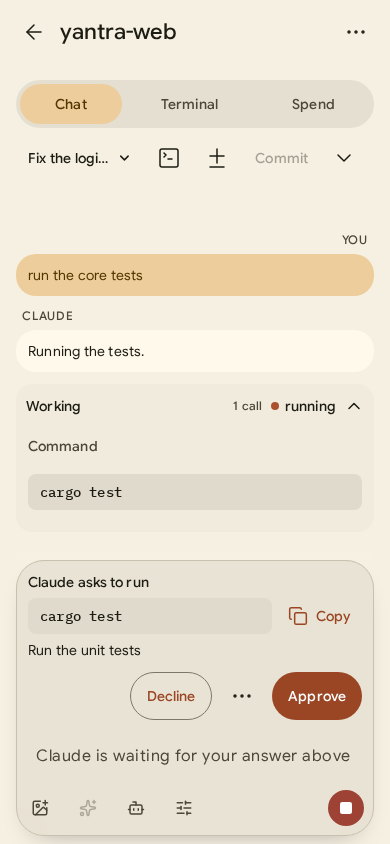 yantra-web
Chat
Terminal
Spend
Fix the logi...
Commit
YOU
run the core tests
CLAUDE
Running the tests.
Working
1 call
running
Command
cargo test
Claude asks to run
cargo test
Copy
Run the unit tests
Decline
Approve
Claude is waiting for your answer above